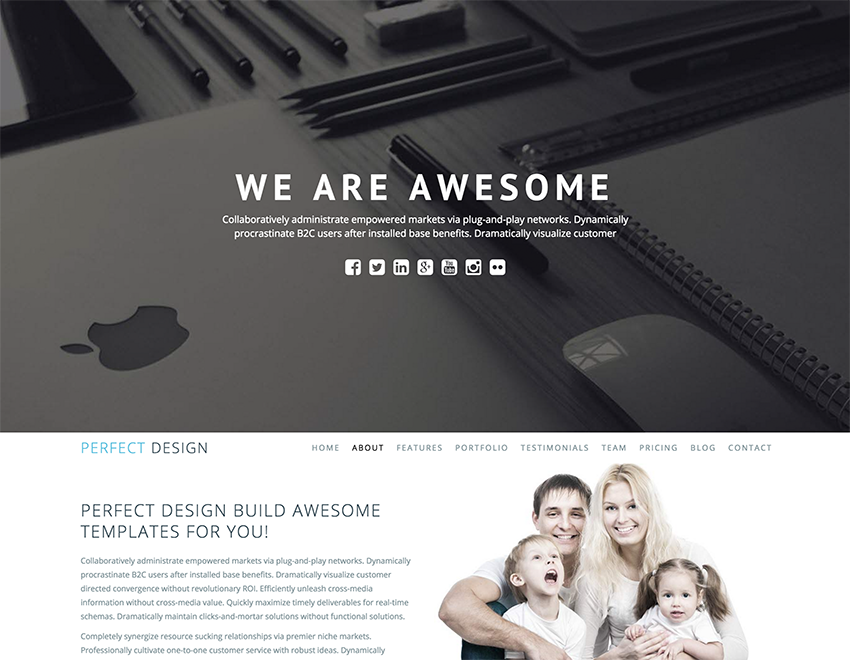 WE ARE AWESOME
Collaboratively administrate empowered markets via plug-and-play networks. Dynamically
procrastinate B2C users after installed base benefits. Dramatically visualize customer
PERFECT DESIGN
HOME ABOUT FEATURES PORTFOLIO TESTIMONIALS TEAM PRICING BLOG CONTACT
PERFECT DESIGN BUILD AWESOME
TEMPLATES FOR YOU!
Collaboratively administrate empowered markets via plug-and-play networks. Dynamically
procrastinate B2C users after installed base benefits. Dramatically visualize customer
directed convergence without revolutionary ROI. Efficiently unleash cross-media
information without cross-media value. Quickly maximize timely deliverables for real-time
schemas. Dramatically maintain clicks-and-mortar solutions without functional solutions.
Completely synergize resource sucking relationships via premier niche markets.
Professionally cultivate one-to-one customer service with robust ideas. Dynamically